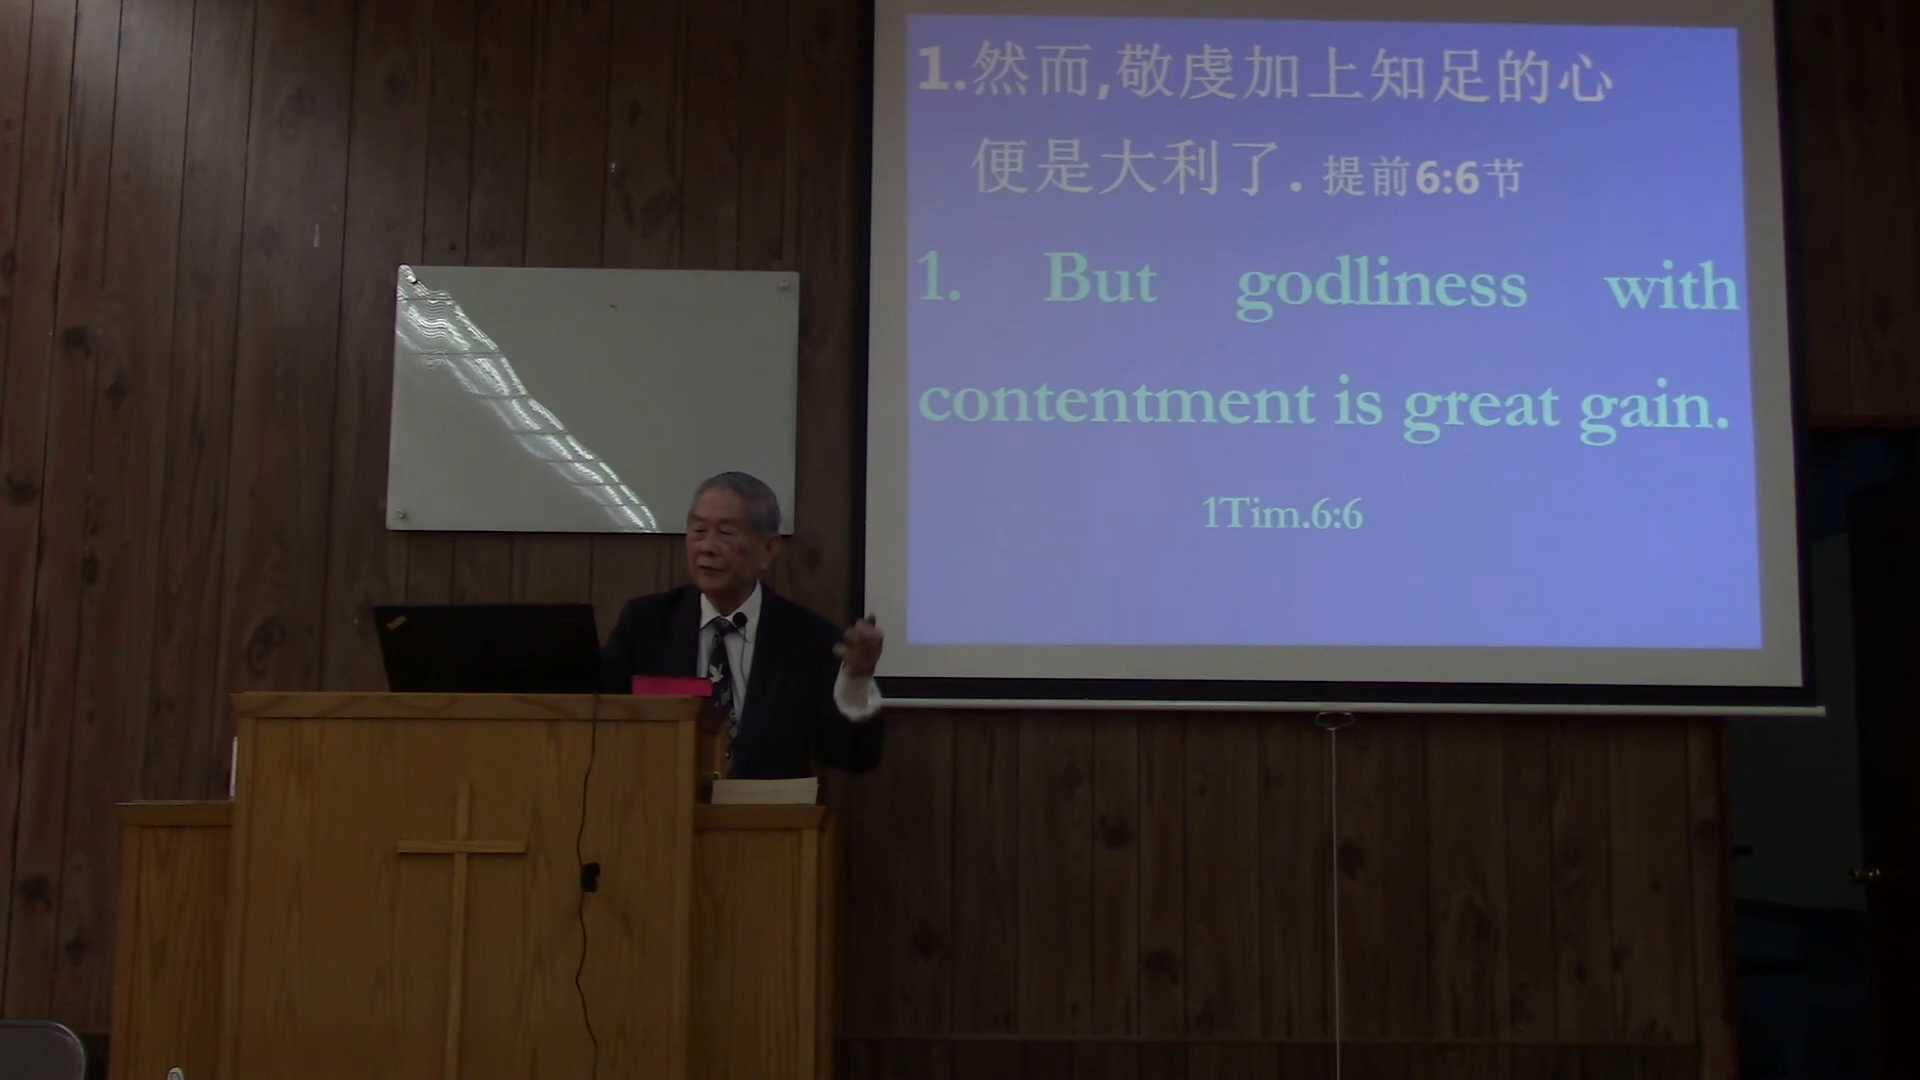 1.然而,敬虔加上知足的心
便是大利了. 提前6:6节
1. But godliness with
contentment is great gain.
1Tim.6:6